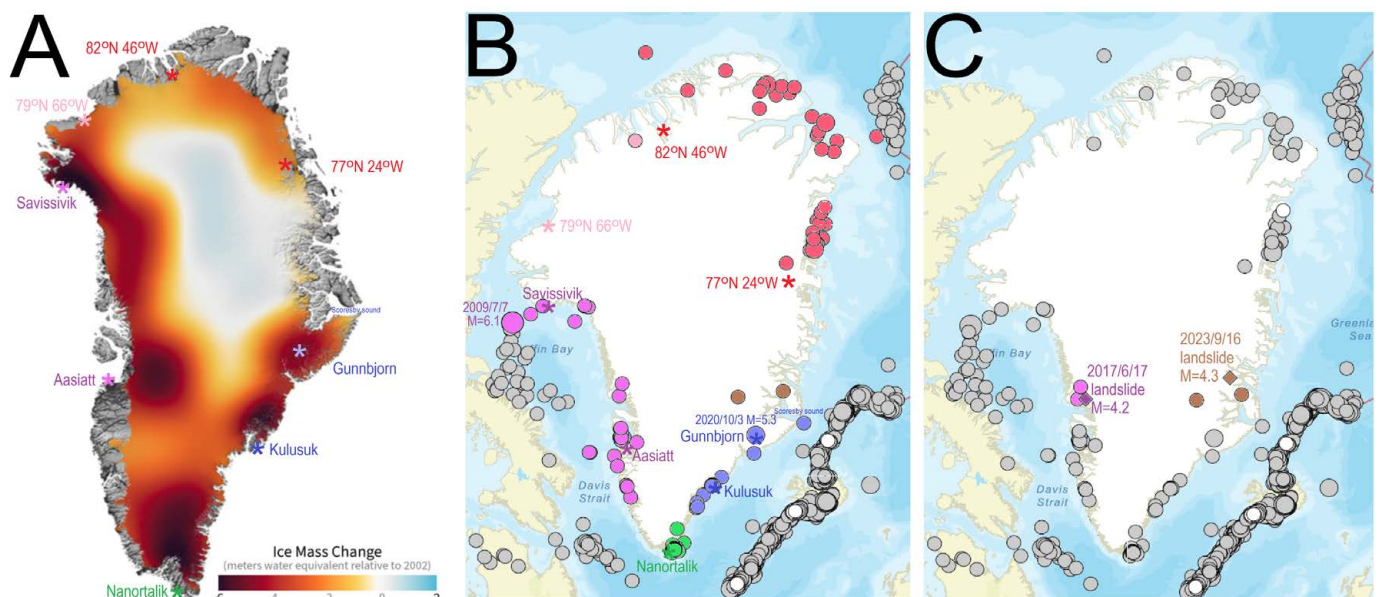 A
82ºN 46ºW
79ºN 66ºW
77ºN 24ºW
Savissivik
Scoresby sound
Gunnbjorn
Aasiatt
Kulusuk
Ice Mass Change
(meters water equivalent relative to 2002)
Nanortalik
B
82ºN 46ºW
79ºN 66ºW
77ºN 24ºW
Savissivik
2009/7/7
M=6.1
ffin Bay
2020/10/3 M=5.3
Scoresby sound
Gunnbjorn
Aasiatt
Kulusuk
Davis
Strait
Nanortalik
C
2023/9/16
landslide
M=4.3
Greenla
Sea
ffin Bay
2017/6/17
landslide
M=4.2
Davis
Strait